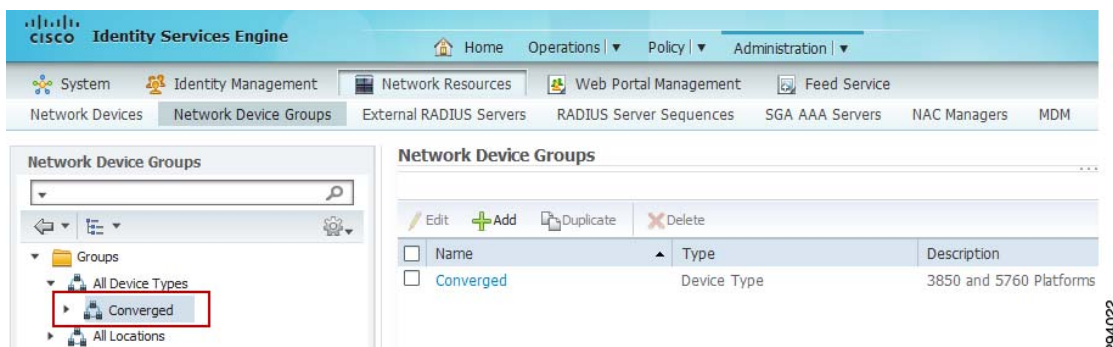 CISCO Identity Services Engine
Home Operations Policy Administration
System Identity Management Network Resources Web Portal Management Feed Service
Network Devices Network Device Groups External RADIUS Servers RADIUS Server Sequences SGA AAA Servers NAC Managers MDM
Network Device Groups
Groups
All Device Types
Converged
All Locations
Network Device Groups
Edit Add Duplicate Delete
Name Type Description
Converged Device Type 3850 and 5760 Platforms